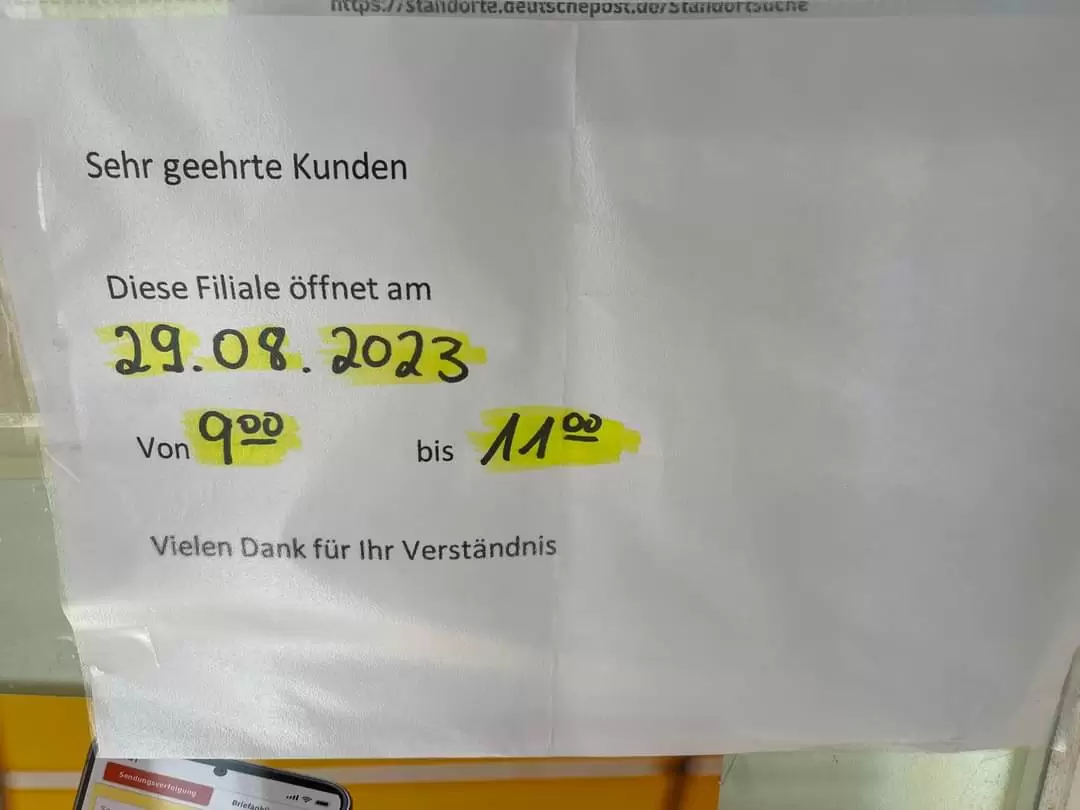 https://standorte.deutschepost.de/Standortsuche
Sehr geehrte Kunden
Diese Filiale öffnet am
29.08.2023
Von 9⁰⁰ bis 11⁰⁰
Vielen Dank für Ihr Verständnis
Sendungsverfolgung